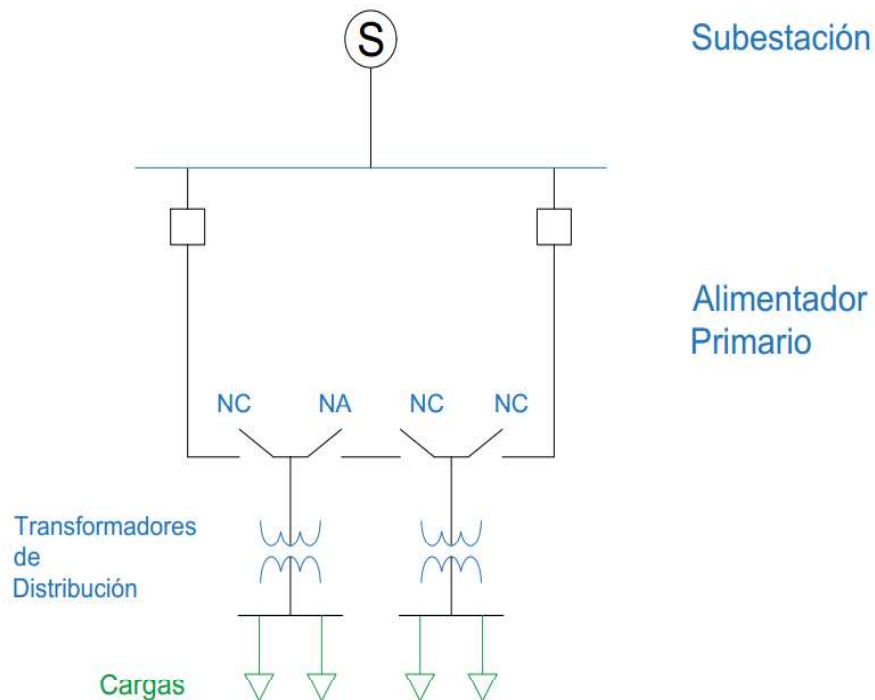 S
Subestación
Alimentador
Primario
NC NA NC NC
Transformadores
de
Distribución
Cargas